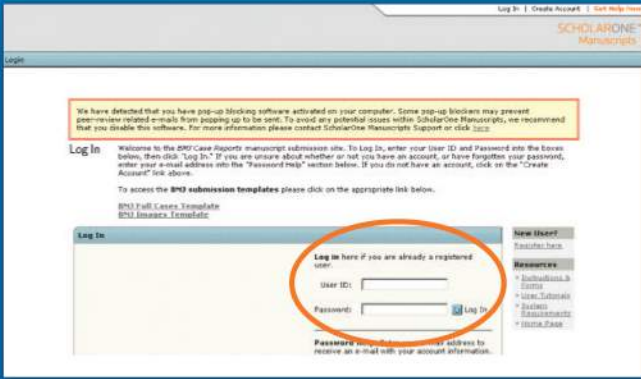 Log In | Create Account | Get Help Now
SCHOLARONE™
Manuscripts
Login
We have detected that you have pop-up blocking software activated on your computer. Some pop-up blockers may prevent
peer-review related e-mails from popping up to be sent. To avoid any potential issues within ScholarOne Manuscripts, we recommend
that you disable this software. For more information please contact ScholarOne Manuscripts Support or click here.
Log In
Welcome to the BMJ Case Reports manuscript submission site. To Log In, enter your User ID and Password into the boxes
below, then click "Log In." If you are unsure about whether or not you have an account, or have forgotten your password,
enter your e-mail address into the "Password Help" section below. If you do not have an account, click on the "Create
Account" link above.
To access the BMJ submission templates please click on the appropriate link below.
BMJ Full Cases Template
BMJ Images Template
Log In
Log in here if you are already a registered
user.
User ID:
Password:
Log In
Password address to
receive an e-mail with your account information.
New User?
Register here
Resources
» Instructions &
Forms
» User Tutorials
» System
Requirements
» Home Page